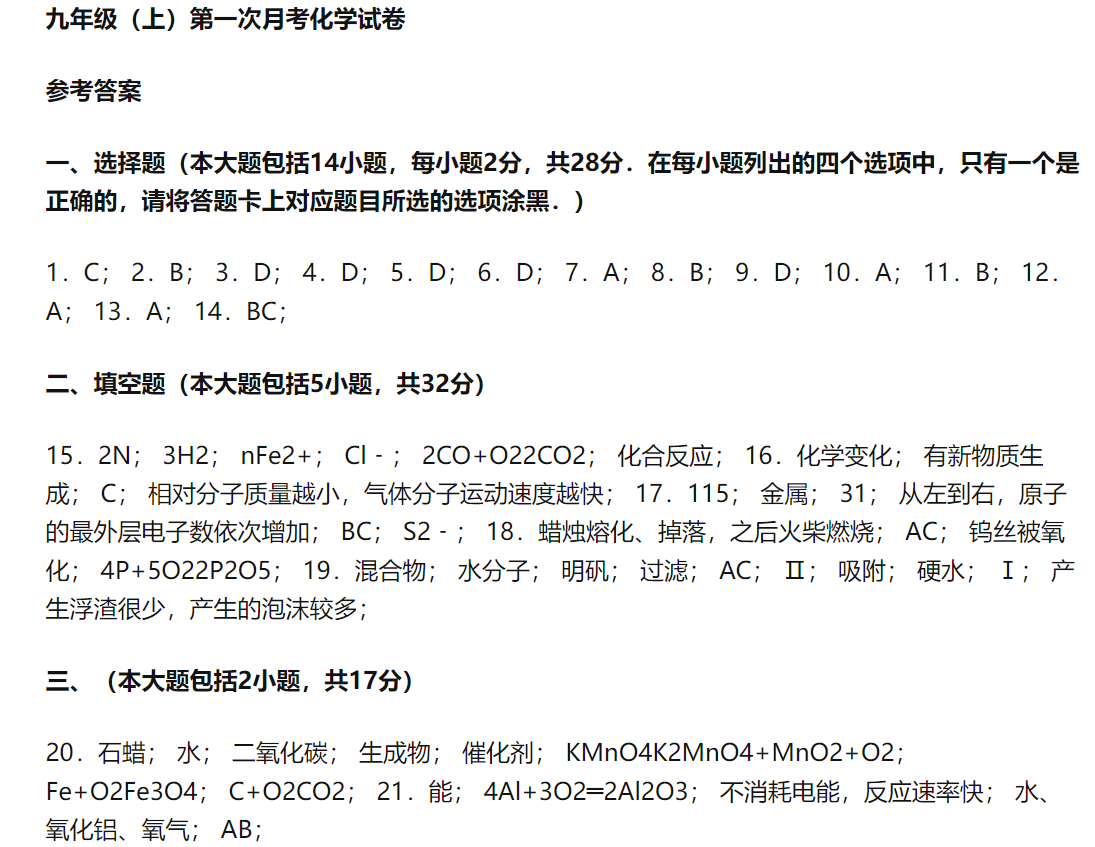 九年级（上）第一次月考化学试卷
参考答案
一、选择题（本大题包括14小题，每小题2分，共28分．在每小题列出的四个选项中，只有一个是
正确的，请将答题卡上对应题目所选的选项涂黑．）
1．C； 2．B； 3．D； 4．D； 5．D； 6．D； 7．A； 8．B； 9．D； 10．A； 11．B； 12．
A； 13．A； 14．BC；
二、填空题（本大题包括5小题，共32分）
15．2N； 3H2； nFe2+； Cl﹣； 2CO+O22CO2； 化合反应； 16．化学变化； 有新物质生
成； C； 相对分子质量越小，气体分子运动速度越快； 17．115； 金属； 31； 从左到右，原子
的最外层电子数依次增加； BC； S2﹣； 18．蜡烛熔化、掉落，之后火柴燃烧； AC； 钨丝被氧
化； 4P+5O22P2O5； 19．混合物； 水分子； 明矾； 过滤； AC； Ⅱ； 吸附； 硬水； Ⅰ； 产
生浮渣很少，产生的泡沫较多；
三、（本大题包括2小题，共17分）
20．石蜡； 水； 二氧化碳； 生成物； 催化剂； KMnO4K2MnO4+MnO2+O2；
Fe+O2Fe3O4； C+O2CO2； 21．能； 4Al+3O2═2Al2O3； 不消耗电能，反应速率快； 水、
氧化铝、氧气； AB；